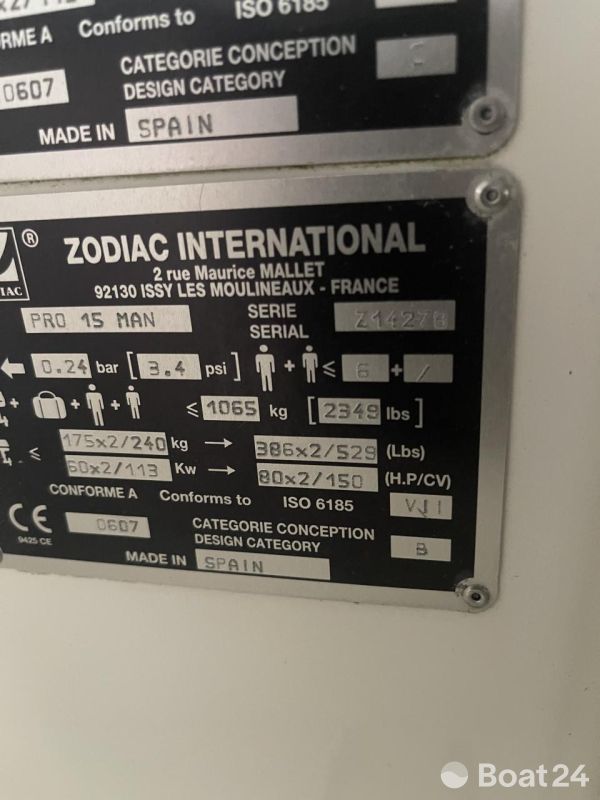 Conforms to ISO 6185
0607
CATEGORIE CONCEPTION
DESIGN CATEGORY C
MADE IN SPAIN
®
ZODIAC INTERNATIONAL
2 rue Maurice MALLET
92130 ISSY LES MOULINEAUX - FRANCE
PRO 15 MAN
SERIE
SERIAL
0.24 bar [ 3.4 psi ] + ≤ 6 + /
+ + ≤ 1065 kg [ 2349 lbs ]
≤ 175x2/240 kg → 386x2/529 (Lbs)
60x2/113 Kw → 80x2/150 (H.P/CV)
CONFORME A Conforms to ISO 6185 VII
CE 0607
9425 CE
CATEGORIE CONCEPTION
DESIGN CATEGORY B
MADE IN SPAIN
Boat24